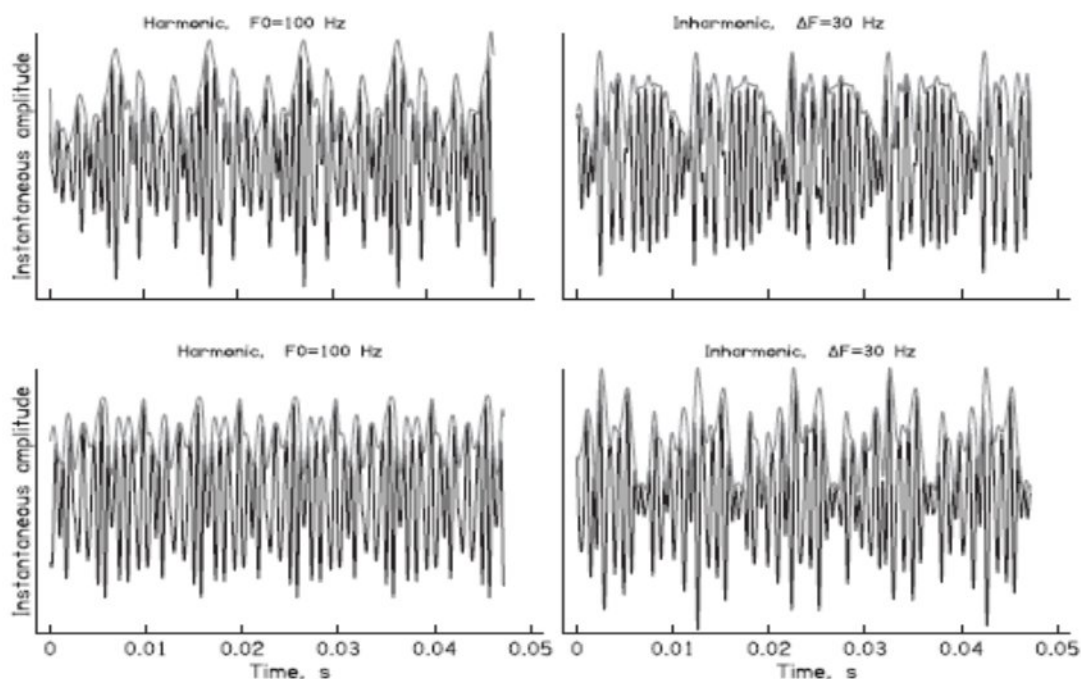 Harmonic, F0=100 Hz
Inharmonic, ΔF=30 Hz
Instantaneous amplitude
Harmonic, F0=100 Hz
Inharmonic, ΔF=30 Hz
Instantaneous amplitude
0 0.01 0.02 0.03 0.04 0.05
0 0.01 0.02 0.03 0.04 0.05
Time, s
Time, s